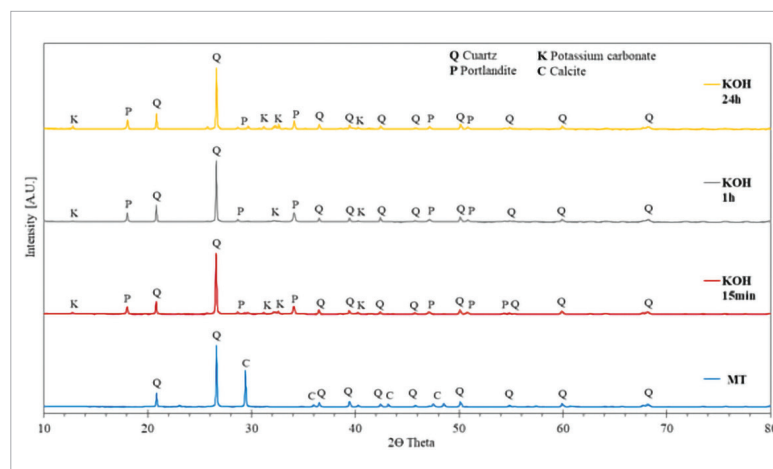 Q Cuartz K Potassium carbonate
P Portlandite C Calcite
Q
K P Q P K K P Q Q K Q Q P Q P Q Q Q
KOH
24h
Q
K P Q P K P Q Q K Q Q P Q P Q Q Q
KOH
1h
Q
K P Q P K K P Q Q K Q Q P Q P P Q Q Q
KOH
15min
Q
Q C C Q Q Q C Q C Q Q Q Q
MT
Intensity [A.U.]
10 20 30 40 50 60 70 80
2Θ Theta